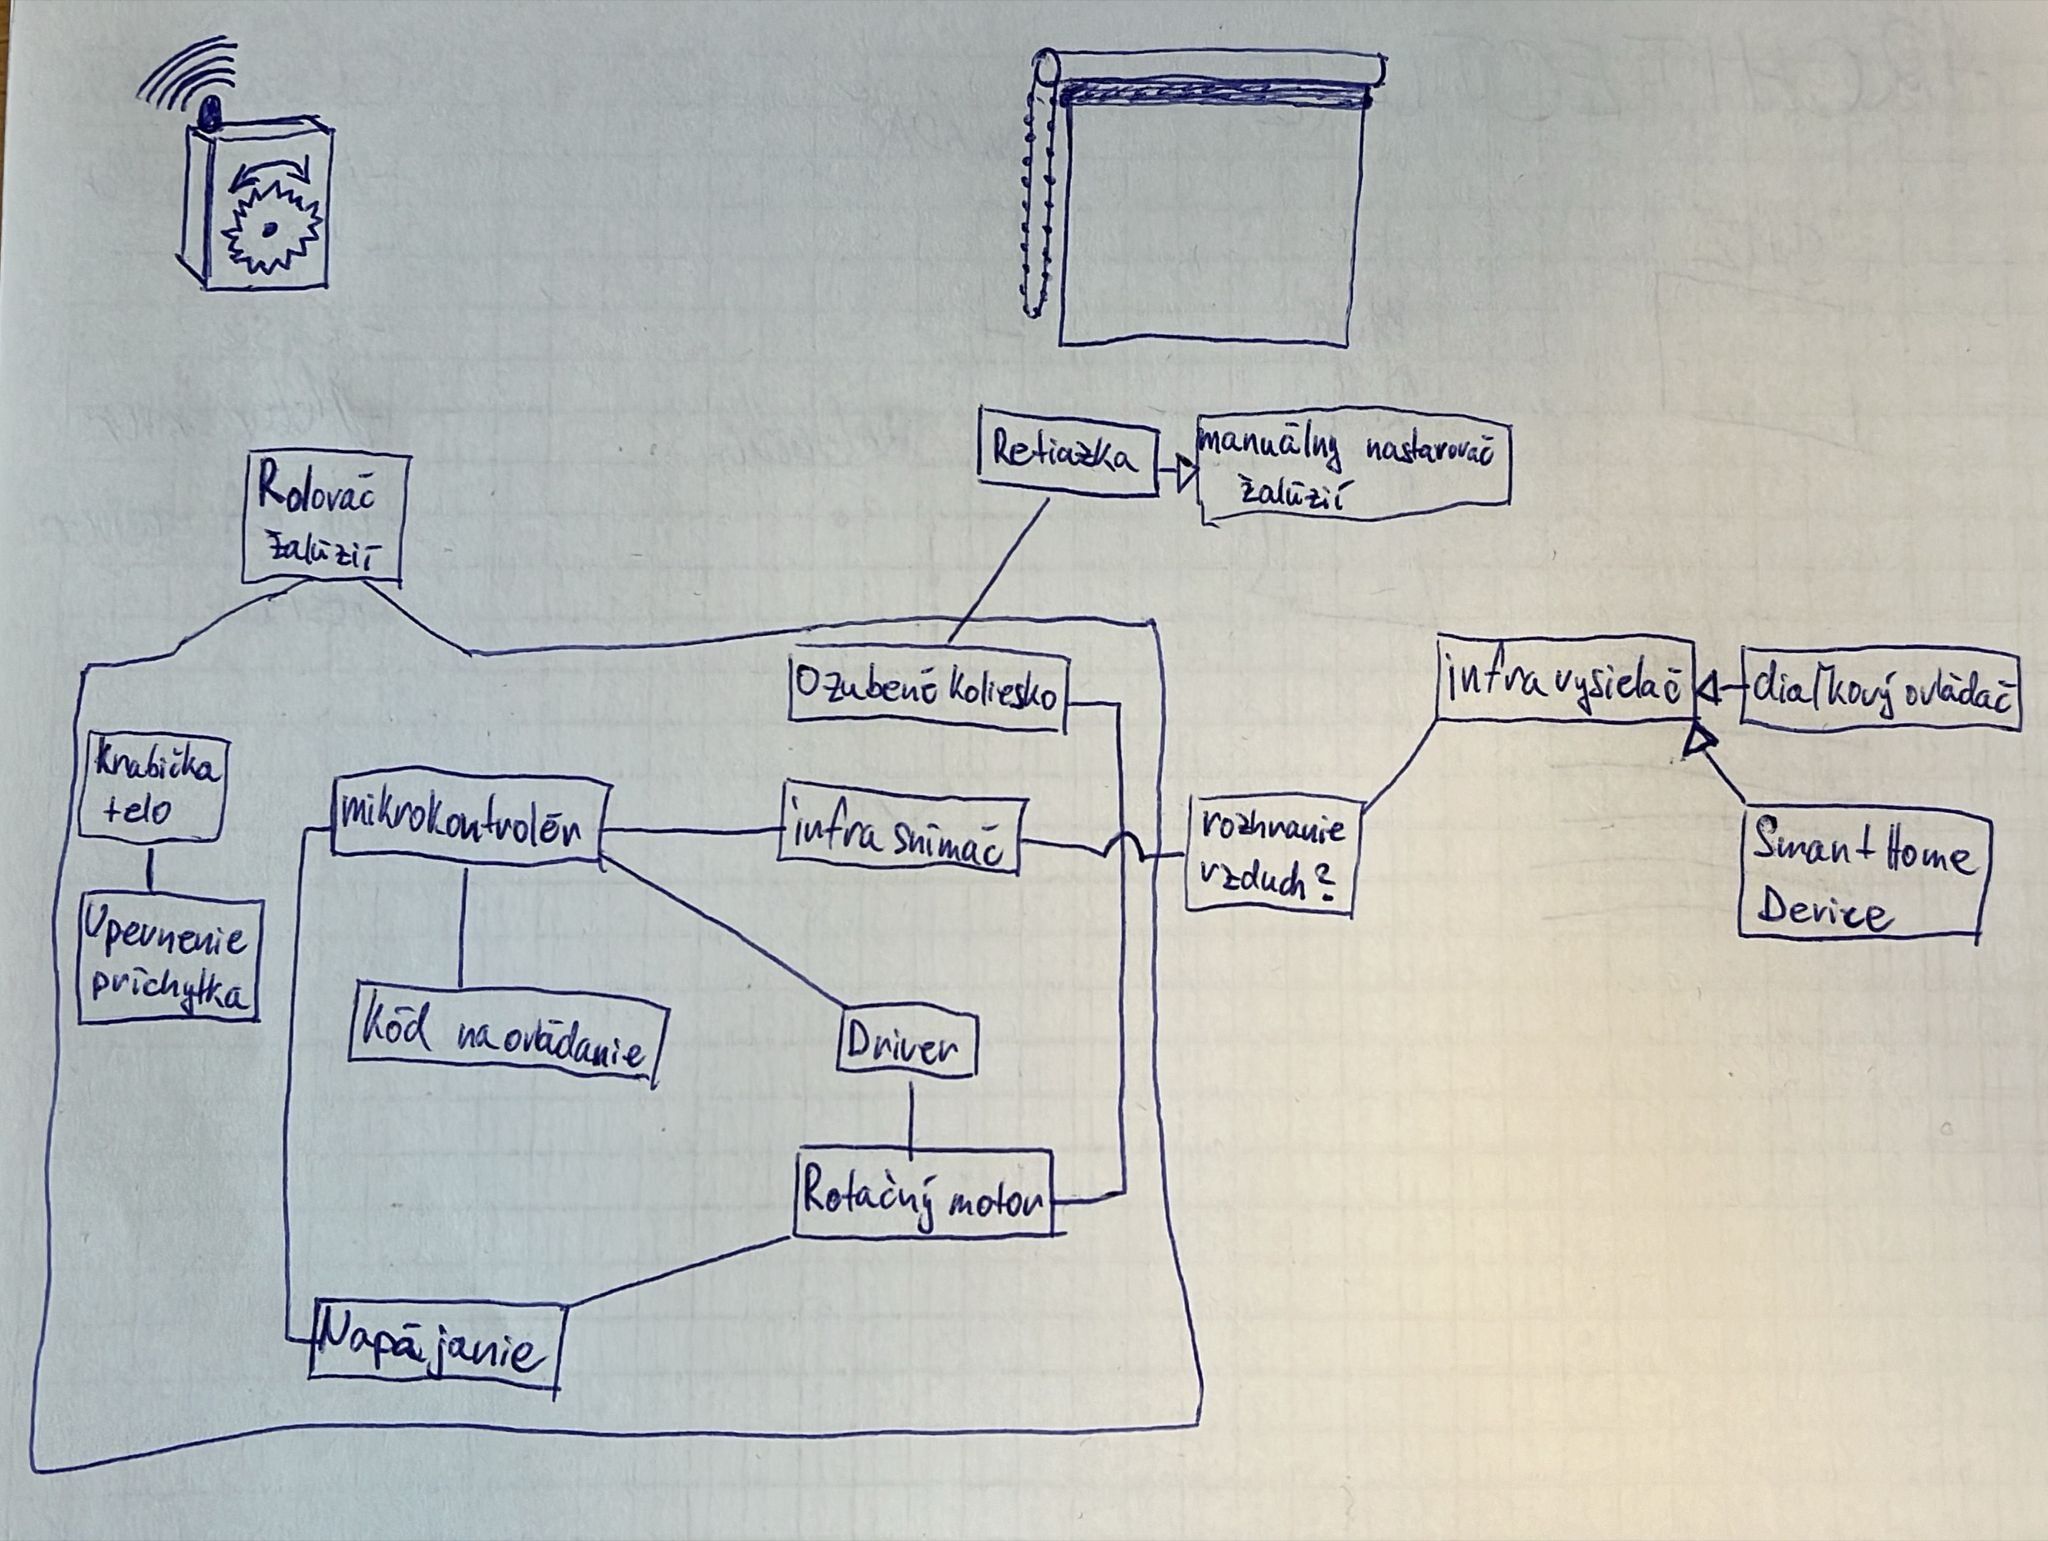 Retiazka
manuálny nastavovač
žalúzií
Rolovač
žalúzií
Ozubené koliesko
infra vysielač
diaľkový ovládač
Krabička
telo
mikrokontrolér
infra snímač
rozhranie
vzduch?
Smart Home
Device
Upevnenie
príchytka
Kód na ovládanie
Driver
Rotačný motor
Napájanie